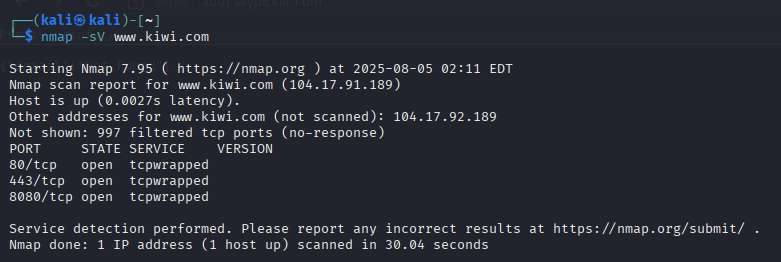 ┌──(kali㉿kali)-[~]
└─$ nmap -sV www.kiwi.com
Starting Nmap 7.95 ( https://nmap.org ) at 2025-08-05 02:11 EDT
Nmap scan report for www.kiwi.com (104.17.91.189)
Host is up (0.0027s latency).
Other addresses for www.kiwi.com (not scanned): 104.17.92.189
Not shown: 997 filtered tcp ports (no-response)
PORT     STATE SERVICE    VERSION
80/tcp   open  tcpwrapped
443/tcp  open  tcpwrapped
8080/tcp open  tcpwrapped
Service detection performed. Please report any incorrect results at https://nmap.org/submit/ .
Nmap done: 1 IP address (1 host up) scanned in 30.04 seconds